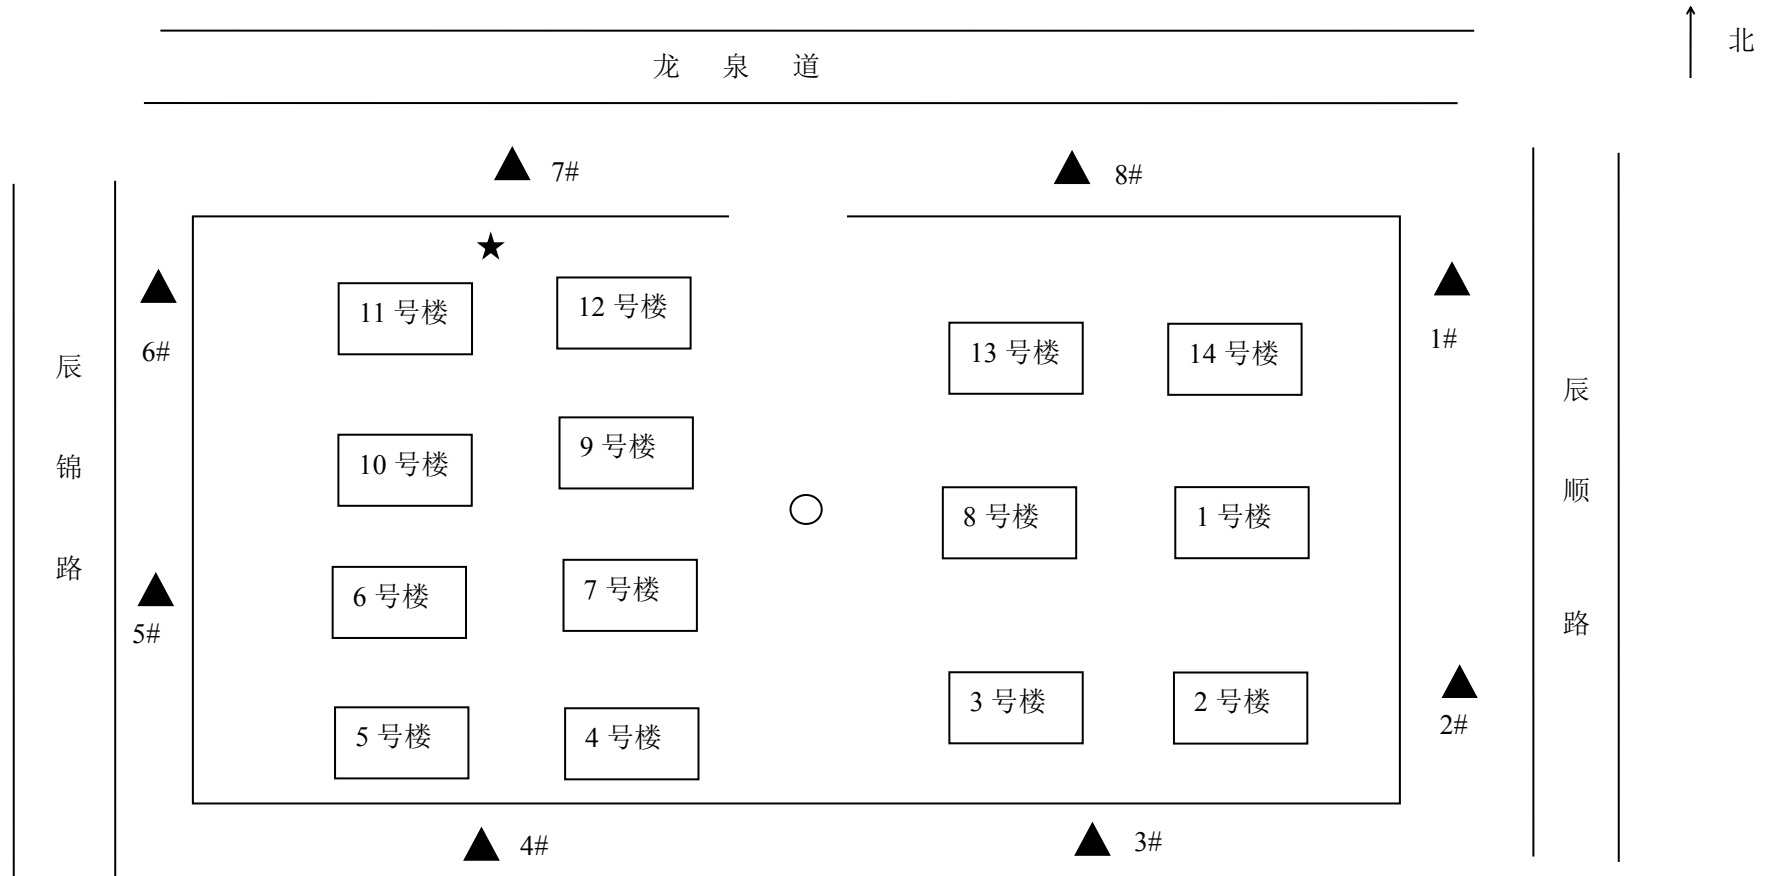 北
龙 泉 道
7#
8#
6#
1#
辰 锦 路
辰 顺 路
11 号楼
12 号楼
13 号楼
14 号楼
10 号楼
9 号楼
8 号楼
1 号楼
6 号楼
7 号楼
5#
3 号楼
2 号楼
2#
5 号楼
4 号楼
4#
3#